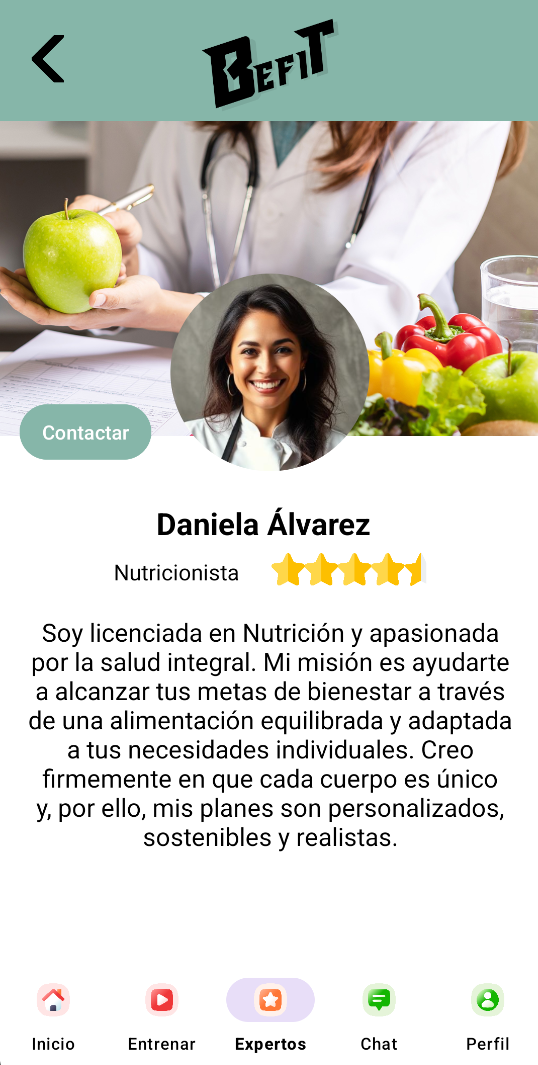 BEFIT
Contactar
Daniela Álvarez
Nutricionista
Soy licenciada en Nutrición y apasionada
por la salud integral. Mi misión es ayudarte
a alcanzar tus metas de bienestar a través
de una alimentación equilibrada y adaptada
a tus necesidades individuales. Creo
firmemente en que cada cuerpo es único
y, por ello, mis planes son personalizados,
sostenibles y realistas.
Inicio Entrenar Expertos Chat Perfil